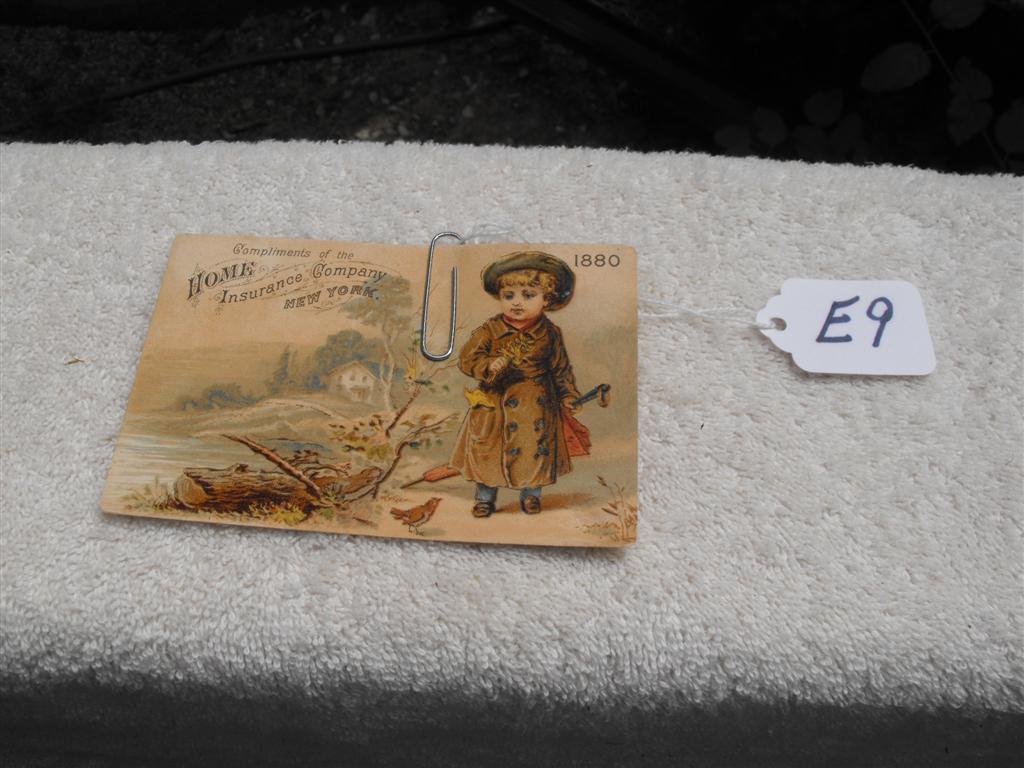 Compliments of the
HOME
Insurance Company
NEW YORK.
1880
E9